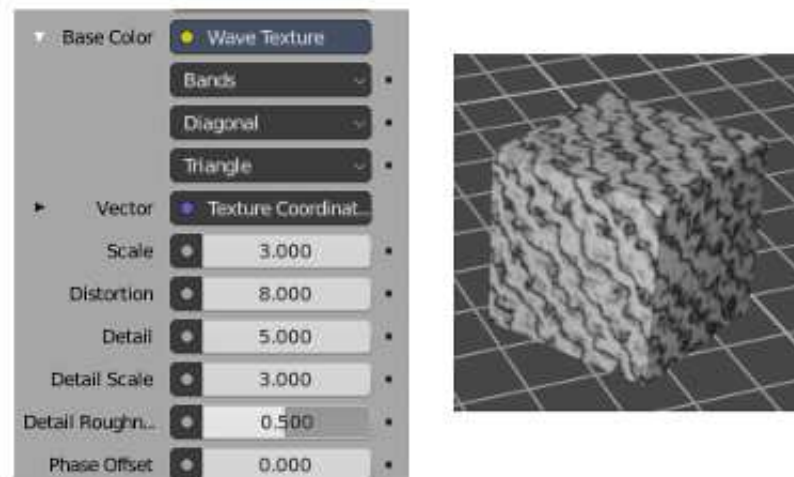 Base Color Wave Texture
Bands
Diagonal
Triangle
Vector Texture Coordinat...
Scale 3.000
Distortion 8.000
Detail 5.000
Detail Scale 3.000
Detail Roughn... 0.500
Phase Offset 0.000